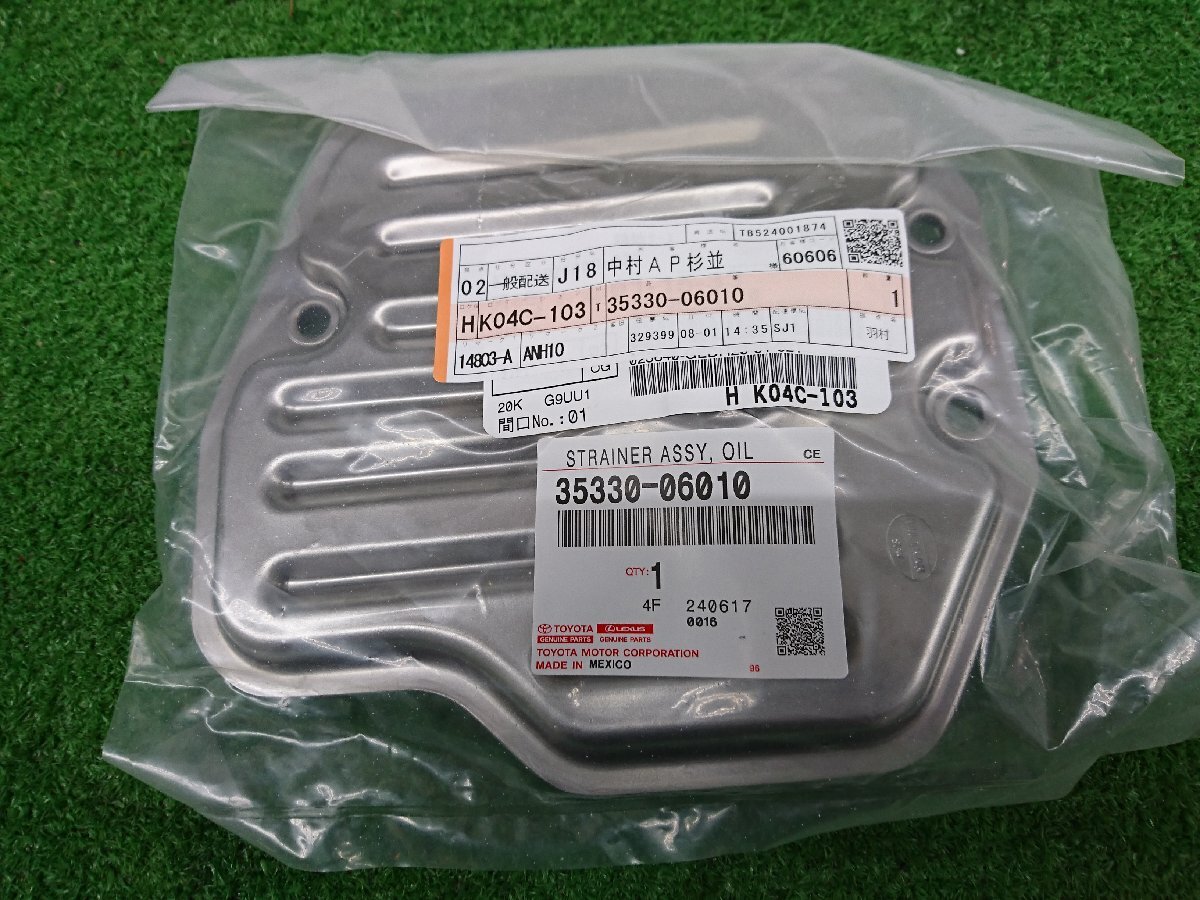 TB524001874
02 一般配送 J18 中村AP杉並 様 60606
H K04C-103 T 35330-06010 1
329399 08-01 14:35 SJ1 羽村
14803-A ANH10
OG
20K G9UU1
H K04C-103
間口No.:01
STRAINER ASSY, OIL CE
35330-06010
QTY: 1
4F 240617
0016
TOYOTA LEXUS
GENUINE PARTS GENUINE PARTS
TOYOTA MOTOR CORPORATION
MADE IN MEXICO 96